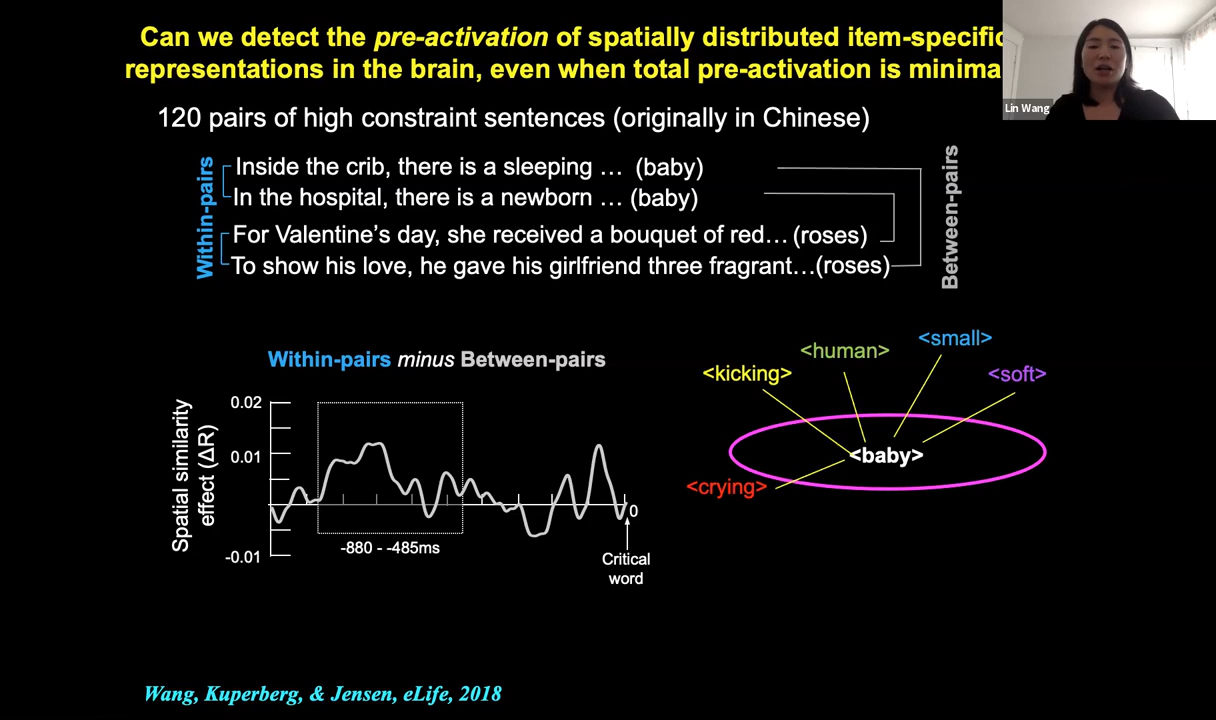 Can we detect the pre-activation of spatially distributed item-specific
representations in the brain, even when total pre-activation is
Lin Wang
120 pairs of high constraint sentences (originally in Chinese)
Within-pairs
Inside the crib, there is a sleeping … (baby)
In the hospital, there is a newborn … (baby)
Within-pairs
For Valentine's day, she received a bouquet of red… (roses)
To show his love, he gave his girlfriend three fragrant…(roses)
Between-pairs
Within-pairs minus Between-pairs
Spatial similarity
effect (ΔR)
0.02
0.01
-0.01
-880 - -485ms
0
Critical
word
<small>
<human>
<kicking>
<soft>
<baby>
<crying>
Wang, Kuperberg, & Jensen, eLife, 2018